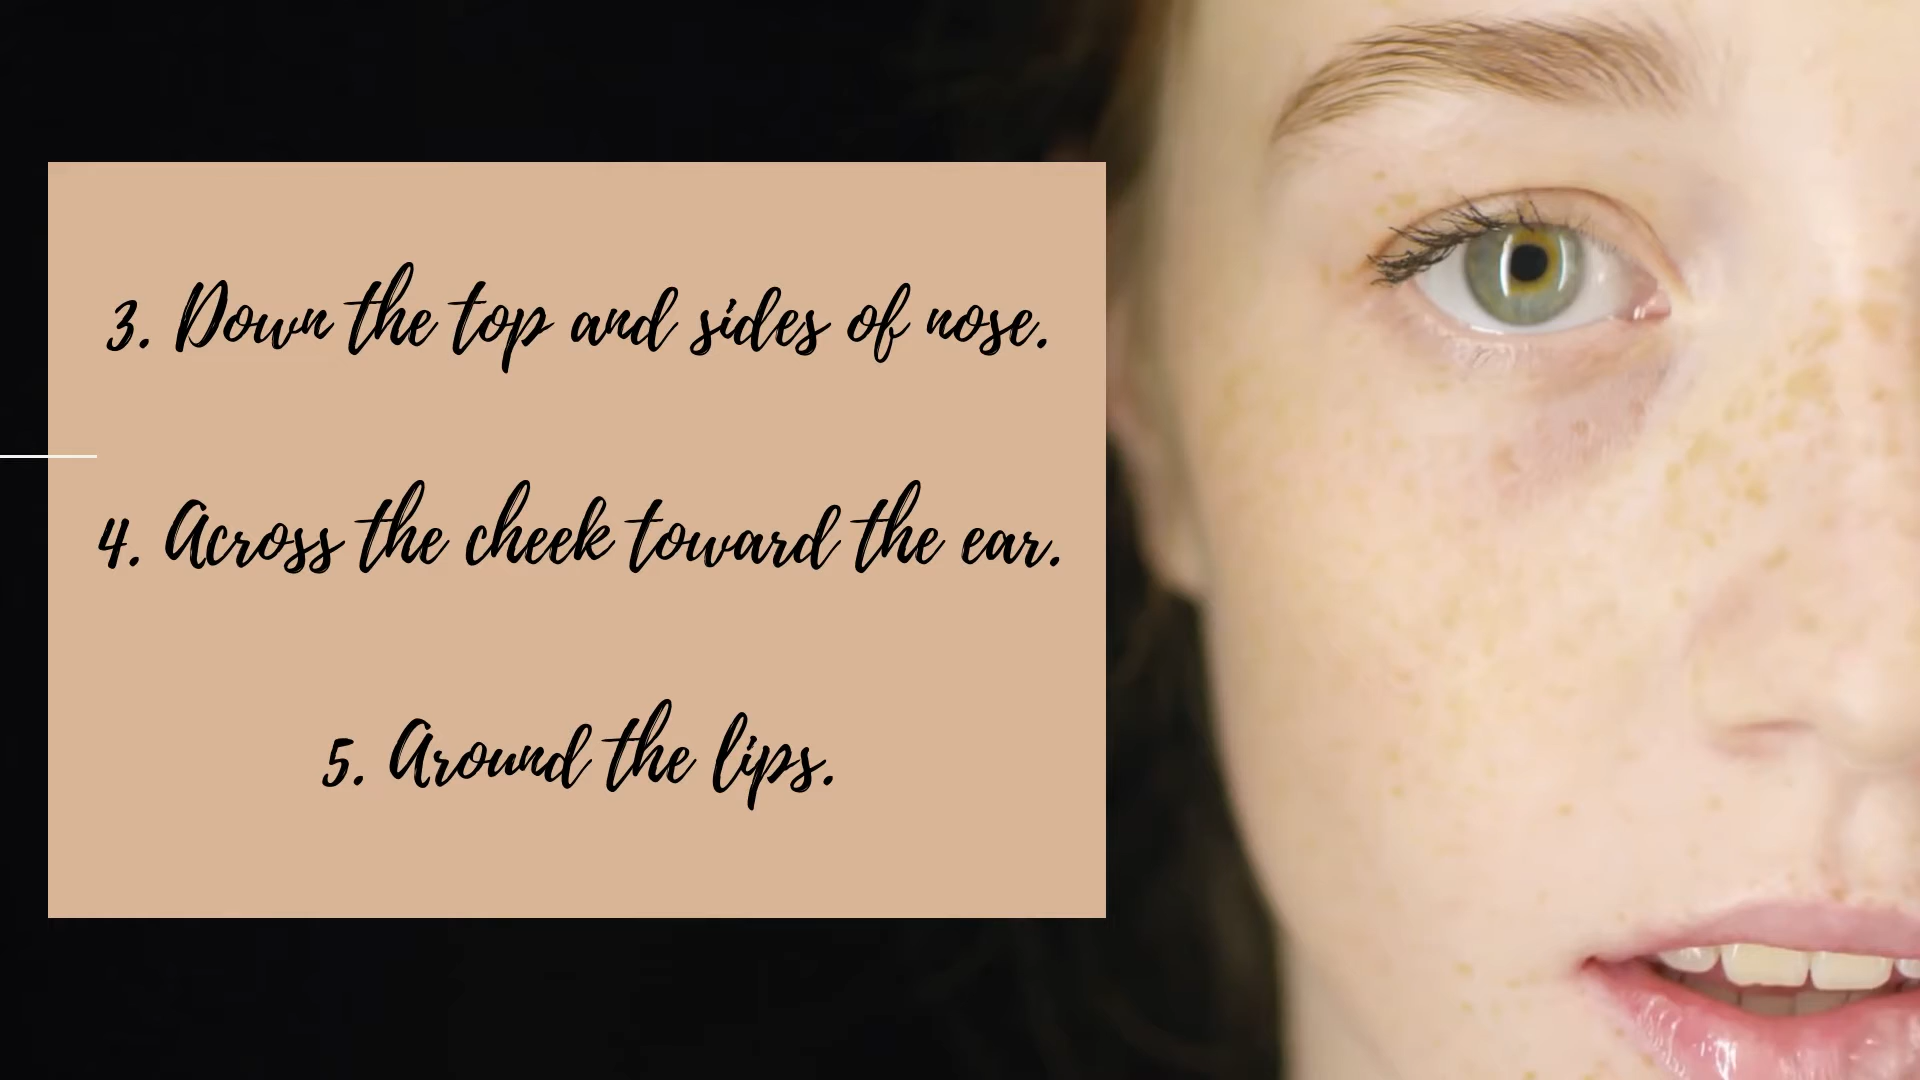 3. Down the top and sides of nose.
4. Across the cheek toward the ear.
5. Around the lips.